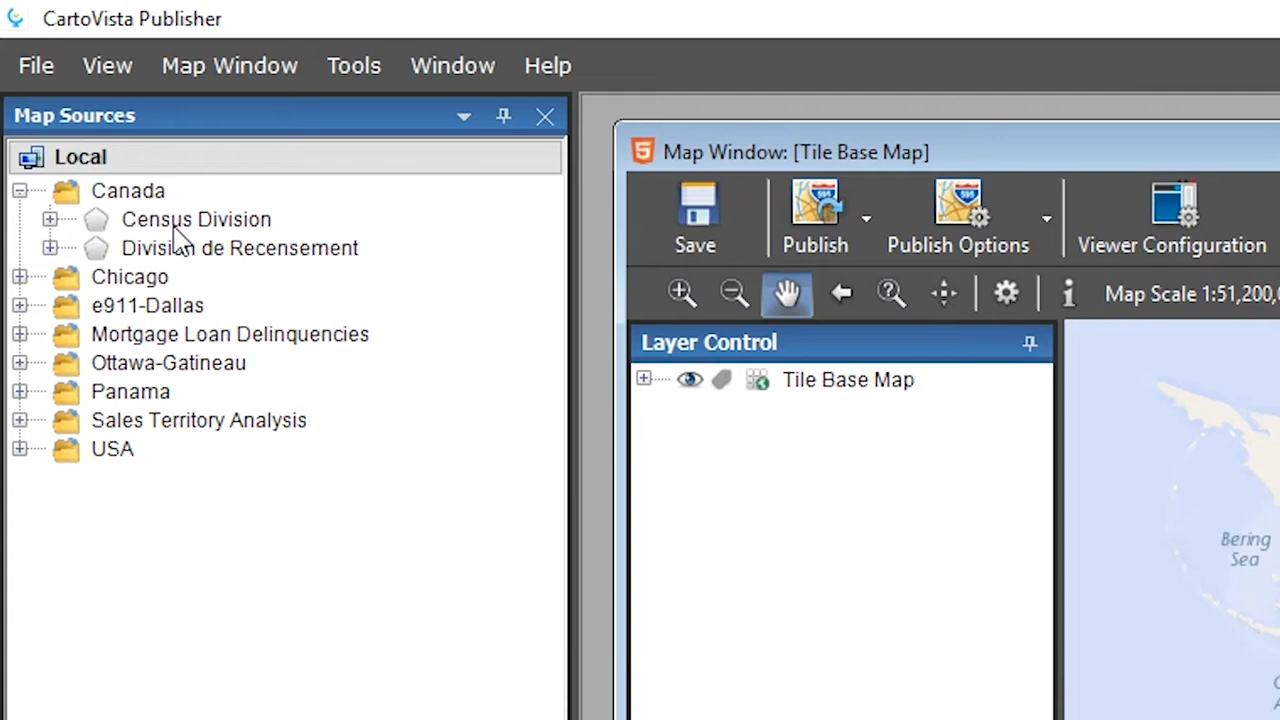 CartoVista Publisher
File View Map Window Tools Window Help
Map Sources
Local
Canada
Census Division
Division de Recensement
Chicago
e911-Dallas
Mortgage Loan Delinquencies
Ottawa-Gatineau
Panama
Sales Territory Analysis
USA
Map Window: [Tile Base Map]
Save Publish Publish Options Viewer Configuration
Map Scale 1:51,200,
Layer Control
Tile Base Map
Bering
Sea